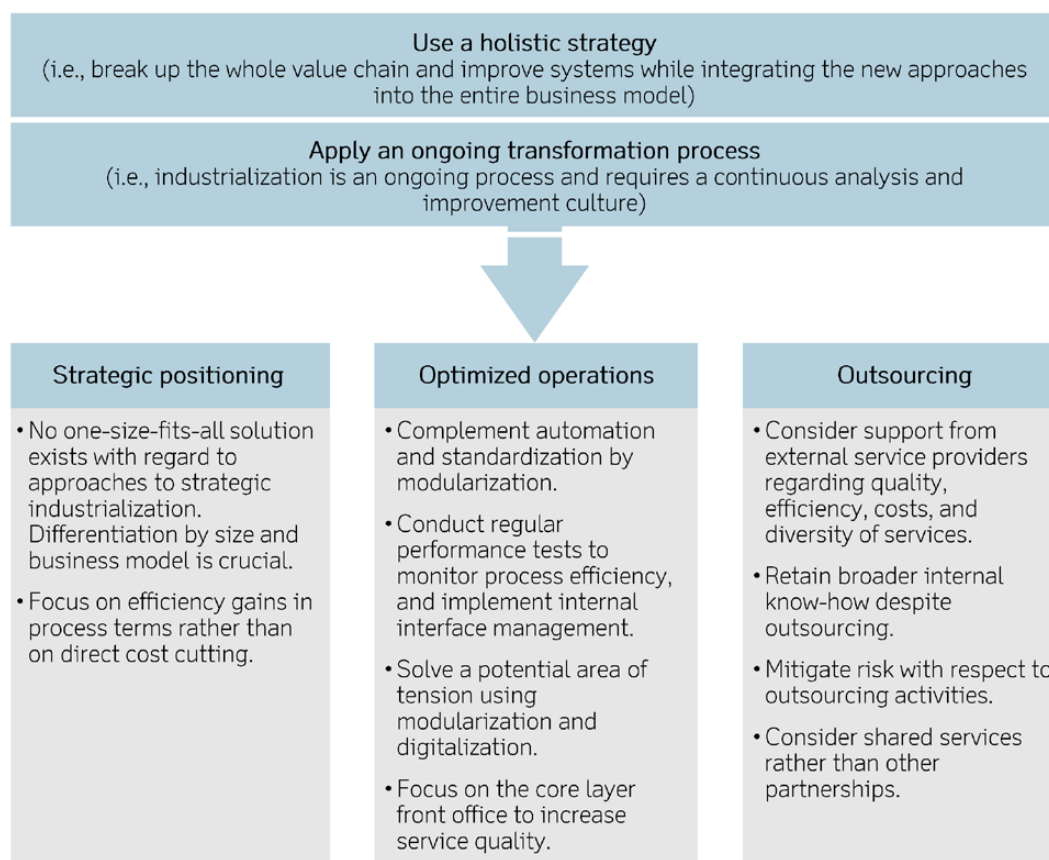 Use a holistic strategy
(i.e., break up the whole value chain and improve systems while integrating the new approaches
into the entire business model)
Apply an ongoing transformation process
(i.e., industrialization is an ongoing process and requires a continuous analysis and
improvement culture)
Strategic positioning
• No one-size-fits-all solution
exists with regard to
approaches to strategic
industrialization.
Differentiation by size and
business model is crucial.
• Focus on efficiency gains in
process terms rather than
on direct cost cutting.
Optimized operations
• Complement automation
and standardization by
modularization.
• Conduct regular
performance tests to
monitor process efficiency,
and implement internal
interface management.
• Solve a potential area of
tension using
modularization and
digitalization.
• Focus on the core layer
front office to increase
service quality.
Outsourcing
• Consider support from
external service providers
regarding quality,
efficiency, costs, and
diversity of services.
• Retain broader internal
know-how despite
outsourcing.
• Mitigate risk with respect to
outsourcing activities.
• Consider shared services
rather than other
partnerships.